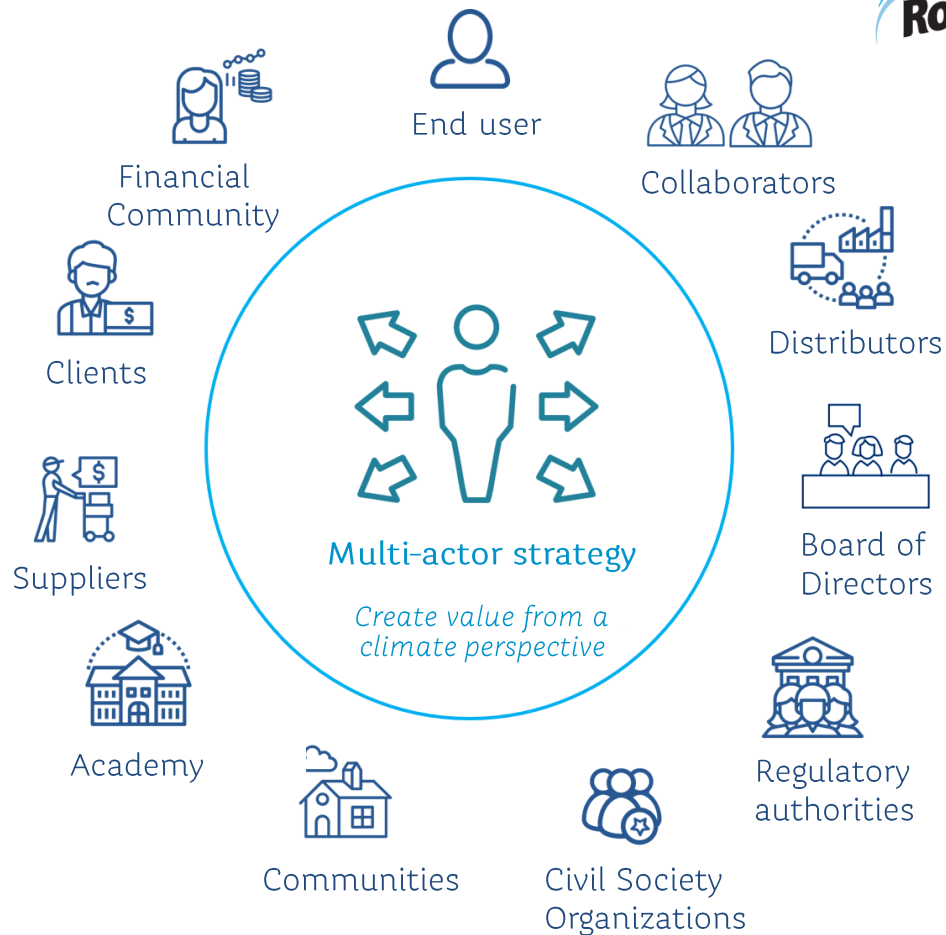 Ro
End user
Financial
Community
Collaborators
Clients
Distributors
Suppliers
Board of
Directors
Multi-actor strategy
Create value from a
climate perspective
Academy
Regulatory
authorities
Communities
Civil Society
Organizations
$
$